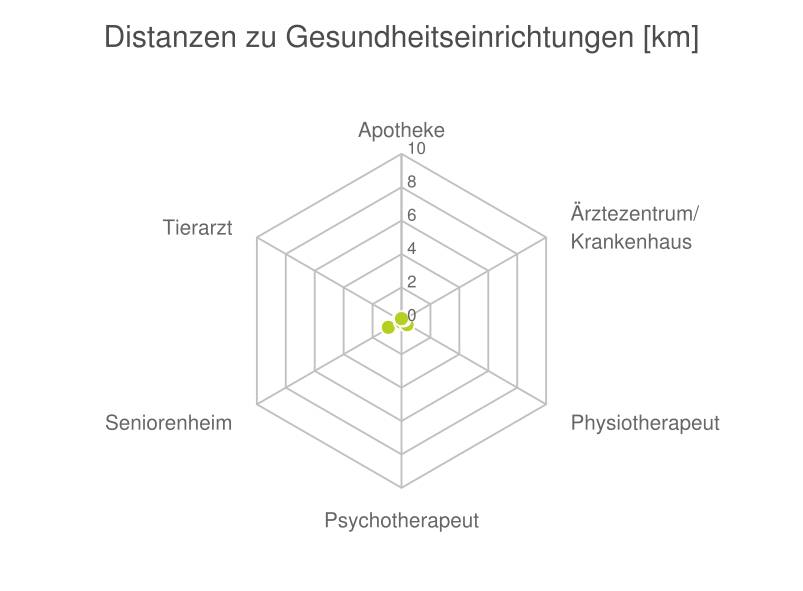 Distanzen zu Gesundheitseinrichtungen [km]
Apotheke
10
8
6
4
2
0
Ärztezentrum/
Krankenhaus
Tierarzt
Seniorenheim
Physiotherapeut
Psychotherapeut